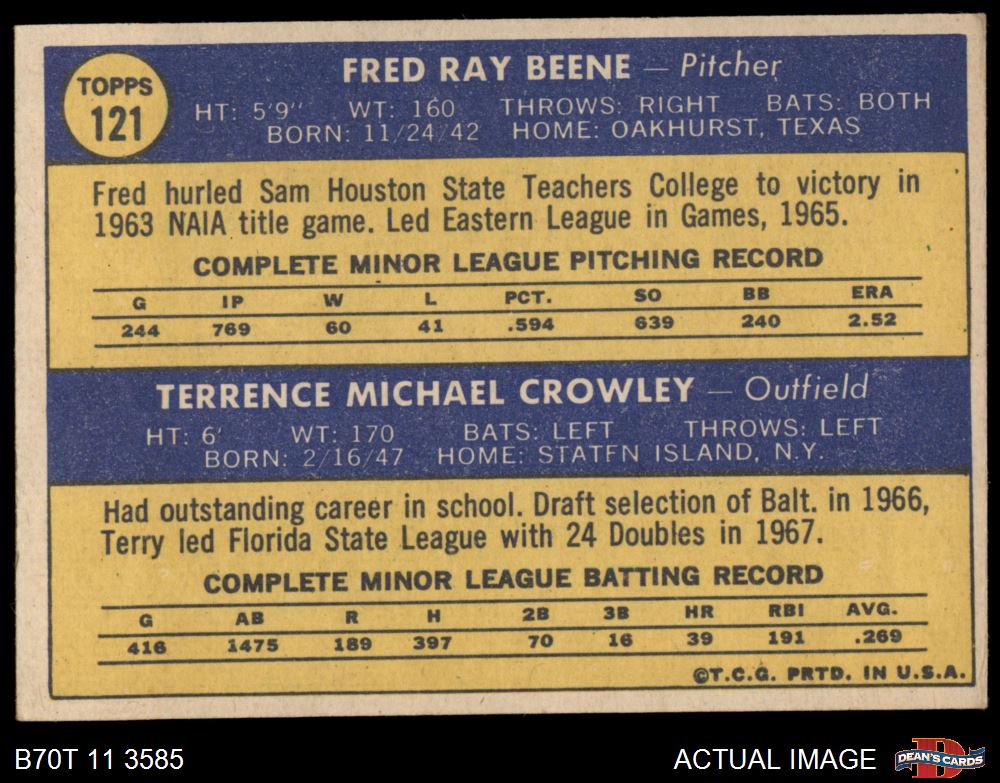 TOPPS
121
FRED RAY BEENE — Pitcher
HT: 5'9" WT: 160 THROWS: RIGHT BATS: BOTH
BORN: 11/24/42 HOME: OAKHURST, TEXAS
Fred hurled Sam Houston State Teachers College to victory in
1963 NAIA title game. Led Eastern League in Games, 1965.
COMPLETE MINOR LEAGUE PITCHING RECORD
G IP W L PCT. SO BB ERA
244 769 60 41 .594 639 240 2.52
TERRENCE MICHAEL CROWLEY — Outfield
HT: 6' WT: 170 BATS: LEFT THROWS: LEFT
BORN: 2/16/47 HOME: STATEN ISLAND, N.Y.
Had outstanding career in school. Draft selection of Balt. in 1966,
Terry led Florida State League with 24 Doubles in 1967.
COMPLETE MINOR LEAGUE BATTING RECORD
G AB R H 2B 3B HR RBI AVG.
416 1475 189 397 70 16 39 191 .269
©T.C.G. PRTD. IN U.S.A.
B70T 11 3585
ACTUAL IMAGE
D
DEAN'S CARDS